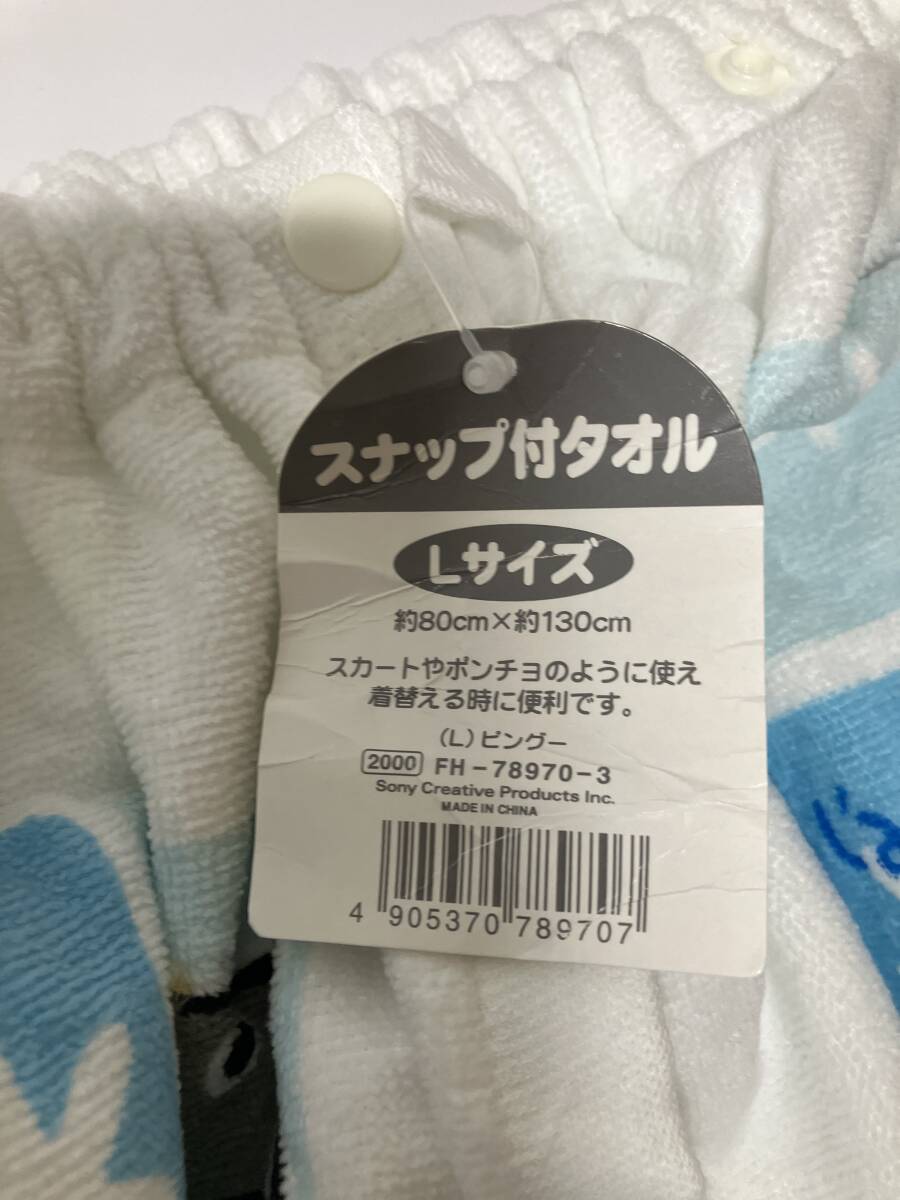 スナップ付タオル
Lサイズ
約80cm×約130cm
スカートやポンチョのように使え
着替える時に便利です。
（L）ピングー
2000 FH-78970-3
Sony Creative Products Inc.
MADE IN CHINA
4 905370 789707